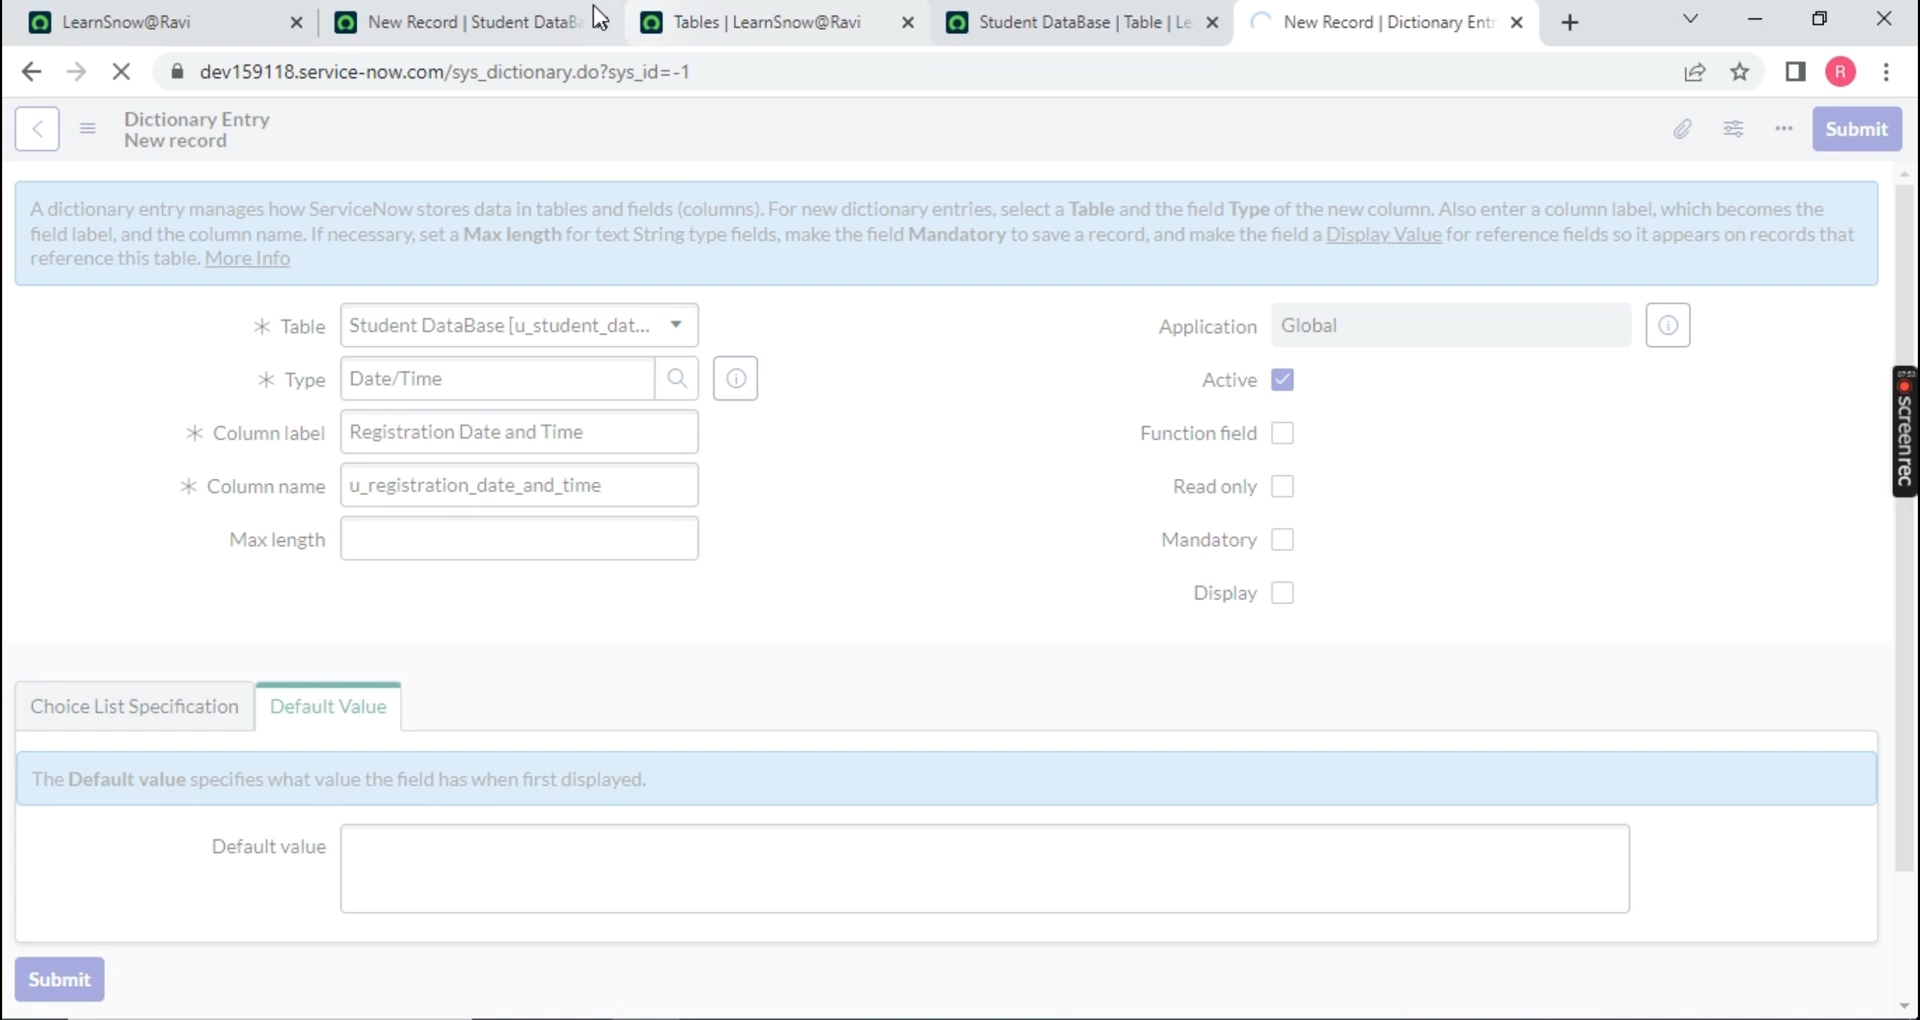 LearnSnow@Ravi
New Record | Student DataBa
Tables | LearnSnow@Ravi
Student DataBase | Table | Le
New Record | Dictionary Entr
dev159118.service-now.com/sys_dictionary.do?sys_id=-1
R
Dictionary Entry
New record
Submit
A dictionary entry manages how ServiceNow stores data in tables and fields (columns). For new dictionary entries, select a Table and the field Type of the new column. Also enter a column label, which becomes the
field label, and the column name. If necessary, set a Max length for text String type fields, make the field Mandatory to save a record, and make the field a Display Value for reference fields so it appears on records that
reference this table. More Info
Table
Student DataBase [u_student_dat...
Application
Global
Type
Date/Time
Active
Column label
Registration Date and Time
Function field
Column name
u_registration_date_and_time
Read only
Max length
Mandatory
Display
07:53
screenrec
Choice List Specification
Default Value
The Default value specifies what value the field has when first displayed.
Default value
Submit